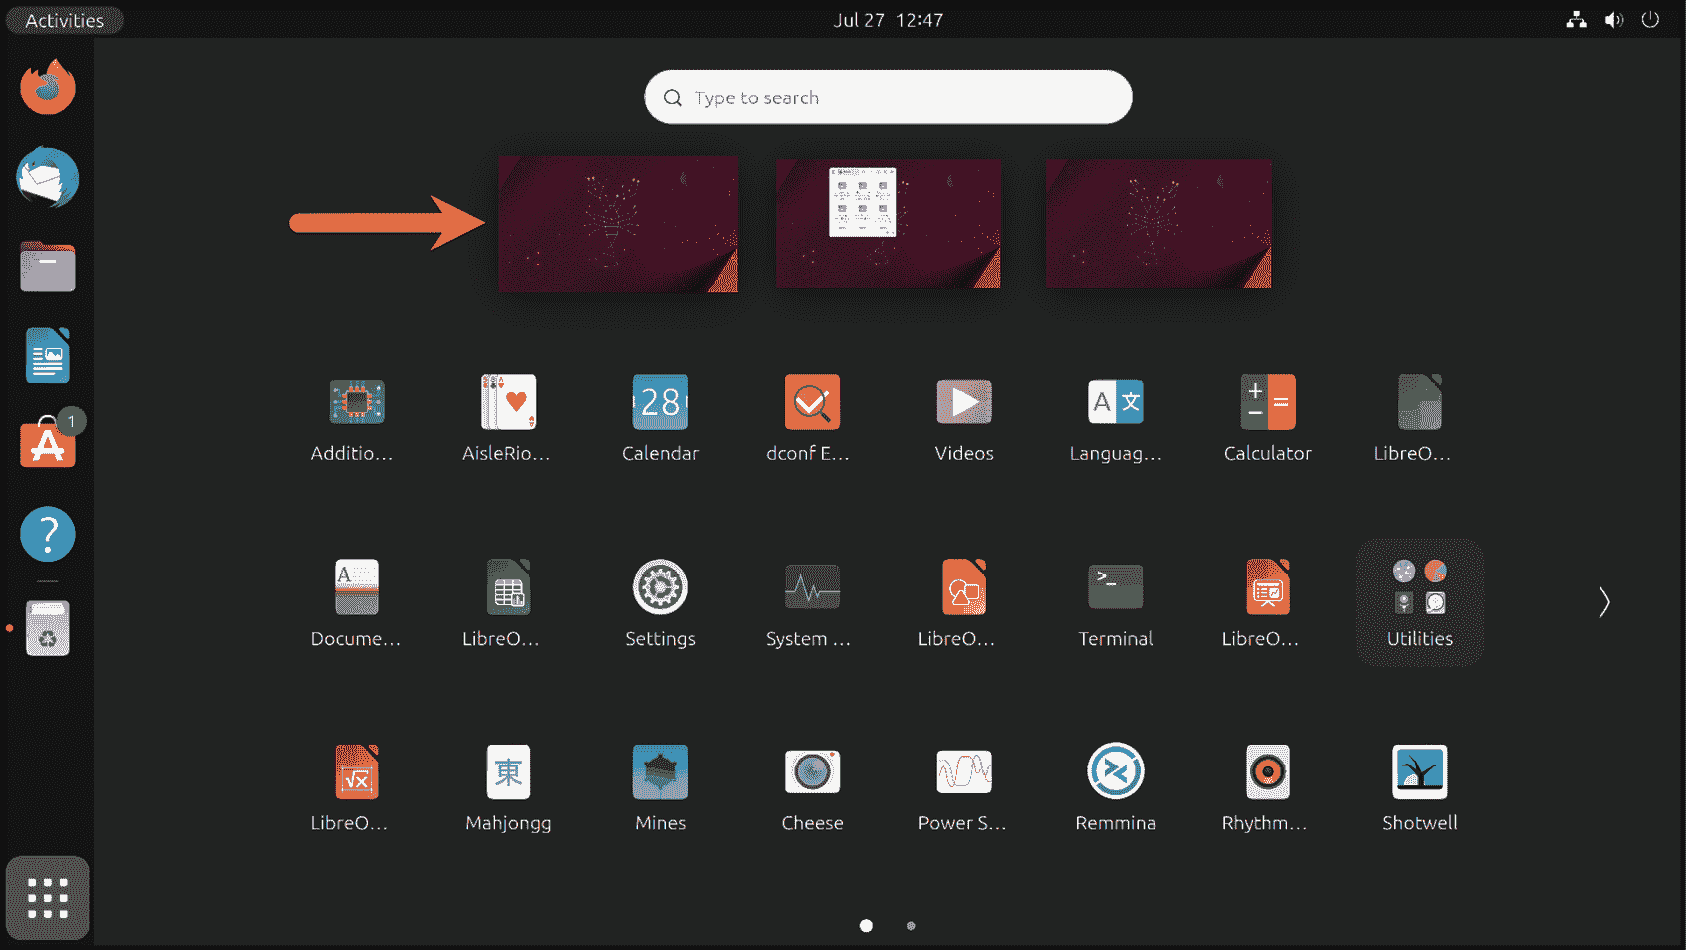 Activities
Jul 27 12:47
Type to search
1
28
Additio...
AisleRio...
Calendar
dconf E...
Videos
Languag...
Calculator
LibreO...
Docume...
LibreO...
Settings
System ...
LibreO...
Terminal
LibreO...
Utilities
LibreO...
東
Mahjongg
Mines
Cheese
Power S...
Remmina
Rhythm...
Shotwell